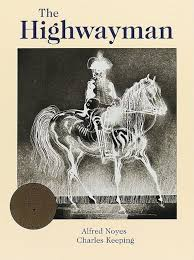 The
Highwayman
Alfred Noyes
Charles Keeping